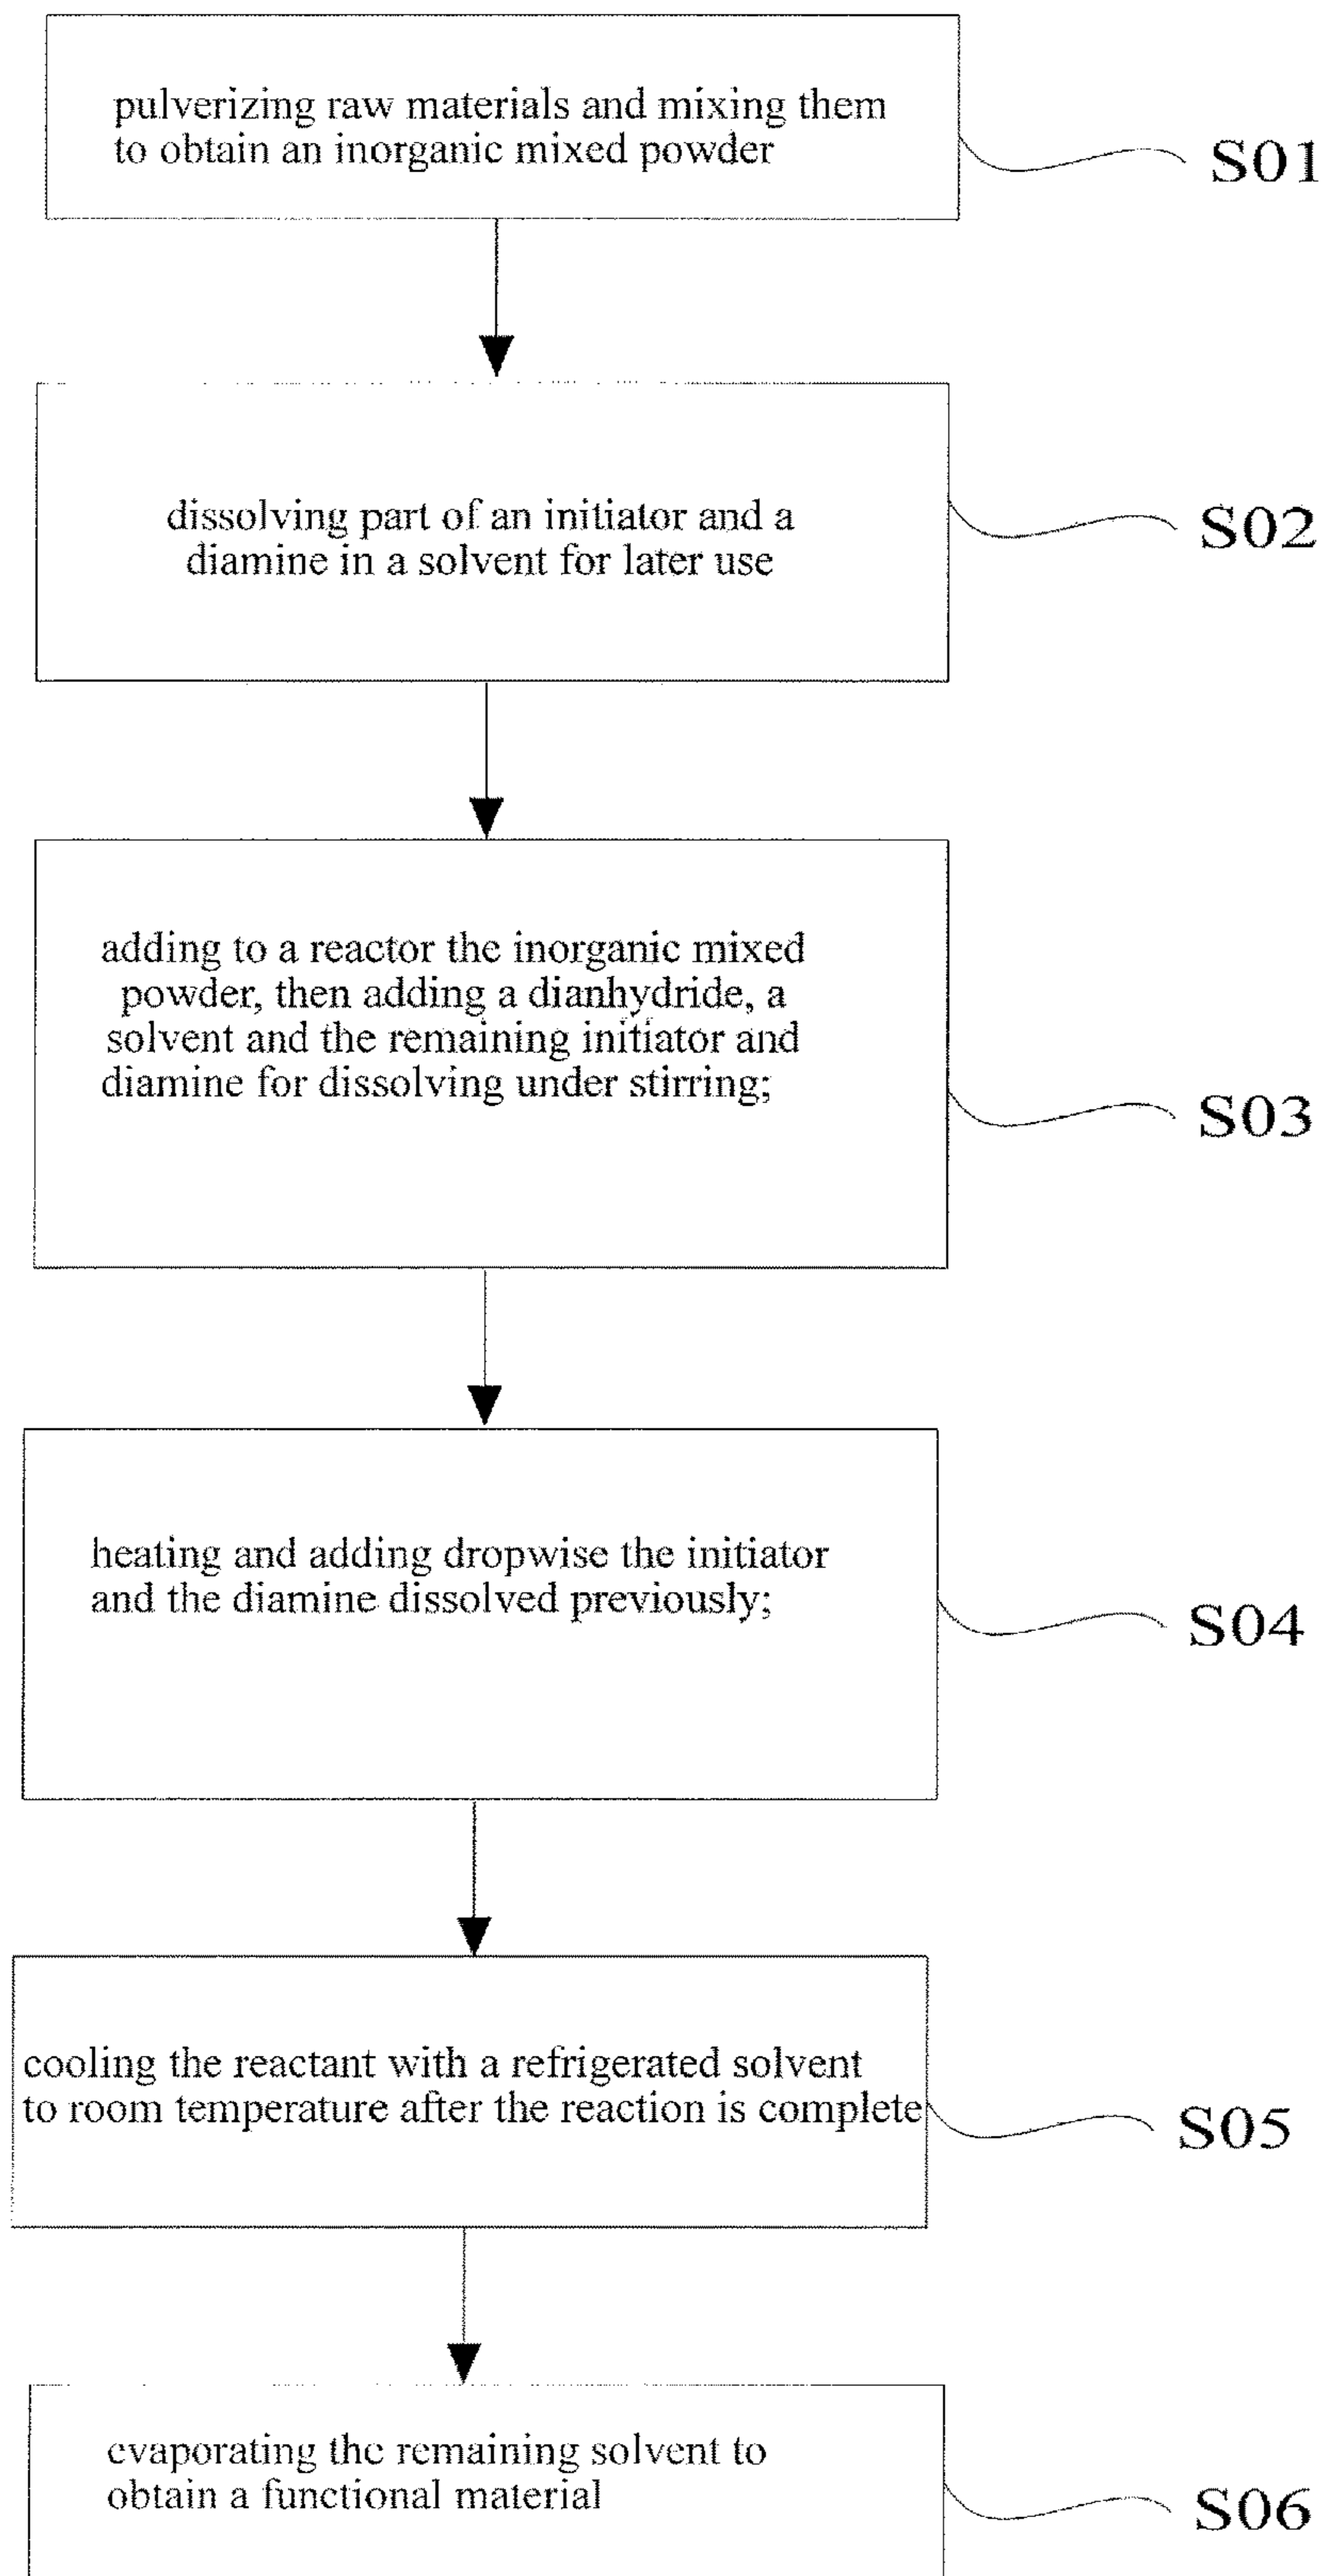 pulverizing raw materials and mixing them
to obtain an inorganic mixed powder
S01
dissolving part of an initiator and a
diamine in a solvent for later use
S02
adding to a reactor the inorganic mixed
powder, then adding a dianhydride, a
solvent and the remaining initiator and
diamine for dissolving under stirring;
S03
heating and adding dropwise the initiator
and the diamine dissolved previously;
S04
cooling the reactant with a refrigerated solvent
to room temperature after the reaction is complete
S05
evaporating the remaining solvent to
obtain a functional material
S06